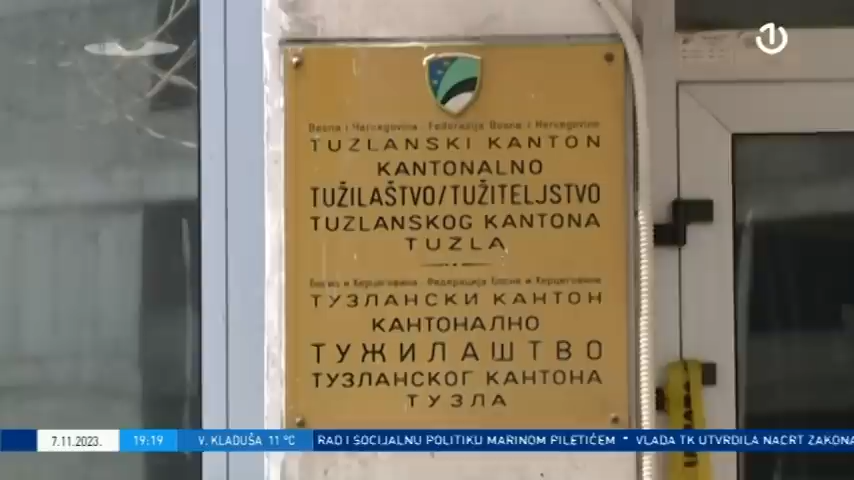 Bosna i Hercegovina - Federacija Bosne i Hercegovine
TUZLANSKI KANTON
KANTONALNO
TUŽILAŠTVO/TUŽITELJSTVO
TUZLANSKOG KANTONA
TUZLA
Босна и Херцеговина - Федерација Босне и Херцеговине
ТУЗЛАНСКИ КАНТОН
КАНТОНАЛНО
ТУЖИЛАШТВО
ТУЗЛАНСКОГ КАНТОНА
ТУЗЛА
7.11.2023. 19:19 V. KLADUŠA 11 °C RAD I SOCIJALNU POLITIKU MARINOM PILETIĆEM * VLADA TK UTVRDILA NACRT ZAKONA